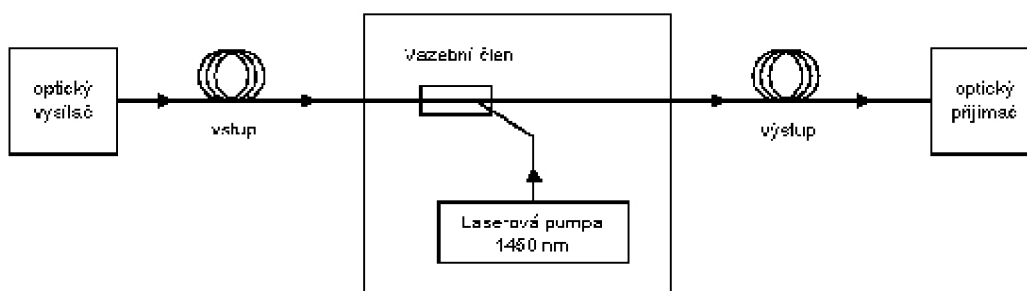 optický
vysílač
vstup
Vazební člen
Laserová pumpa
1450 nm
výstup
optický
přijímač